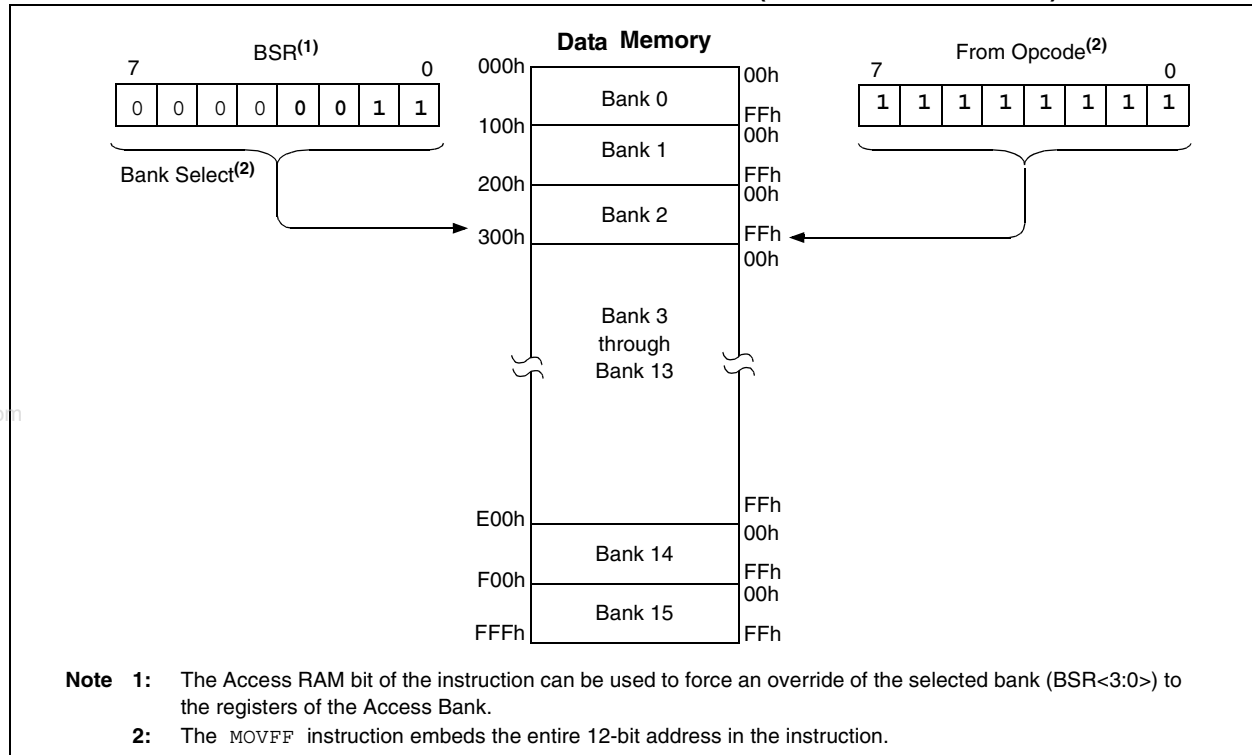 Data Memory
BSR(1)
7 0
0 0 0 0 0 0 1 1
Bank Select(2)
From Opcode(2)
7 0
1 1 1 1 1 1 1 1
000h 00h
Bank 0
FFh
100h 00h
Bank 1
FFh
200h 00h
Bank 2
300h FFh
00h
Bank 3
through
Bank 13
FFh
E00h 00h
Bank 14
FFh
F00h 00h
Bank 15
FFFh FFh
Note 1: The Access RAM bit of the instruction can be used to force an override of the selected bank (BSR<3:0>) to
the registers of the Access Bank.
2: The MOVFF instruction embeds the entire 12-bit address in the instruction.